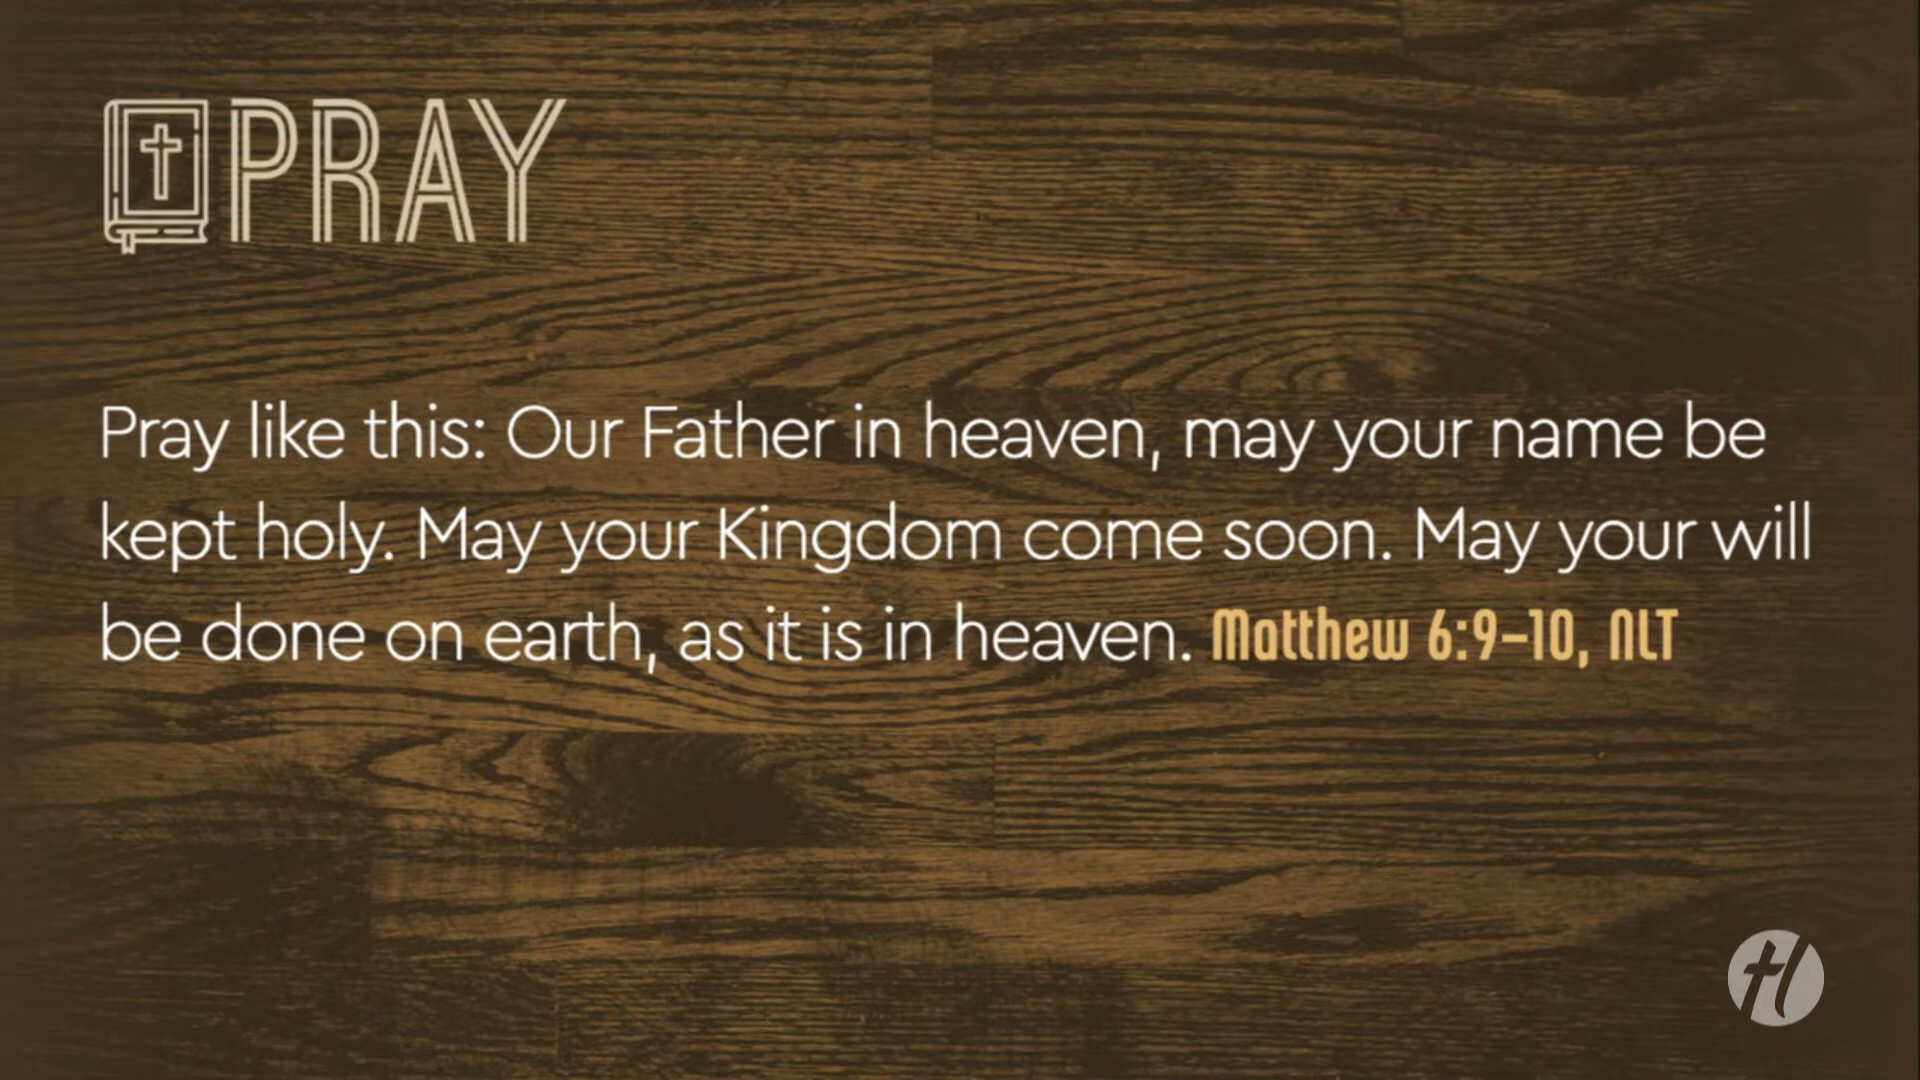 PRAY
Pray like this: Our Father in heaven, may your name be
kept holy. May your Kingdom come soon. May your will
be done on earth, as it is in heaven. Matthew 6:9–10, NLT